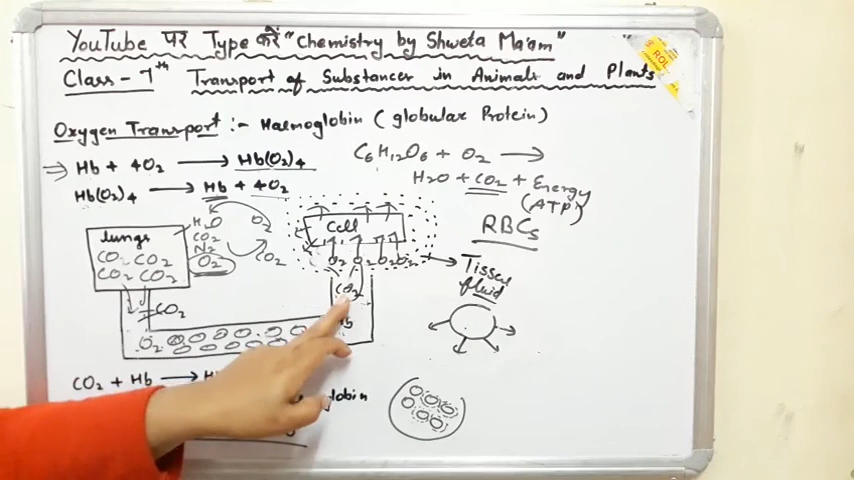 YouTube पर Type करें "Chemistry by Shweta Ma'am"
Class - 7th Transport of Substances in Animals and Plants
ROL
Oxygen Transport :- Haemoglobin ( globular Protein )
⇒ Hb + 4O2 ⟶ Hb(O2)4
Hb(O2)4 ⟶ Hb + 4O2
C6H12O6 + O2 ⟶
H2O + CO2 + Energy
(ATP)
RBCs
lungs
CO2 CO2
CO2 CO2
H2O
CO2
N2
O2
O2
CO2
Cell
O2 O2 O2 O2
Tissue
fluid
CO2
CO2
O2
CO2 + Hb ⟶